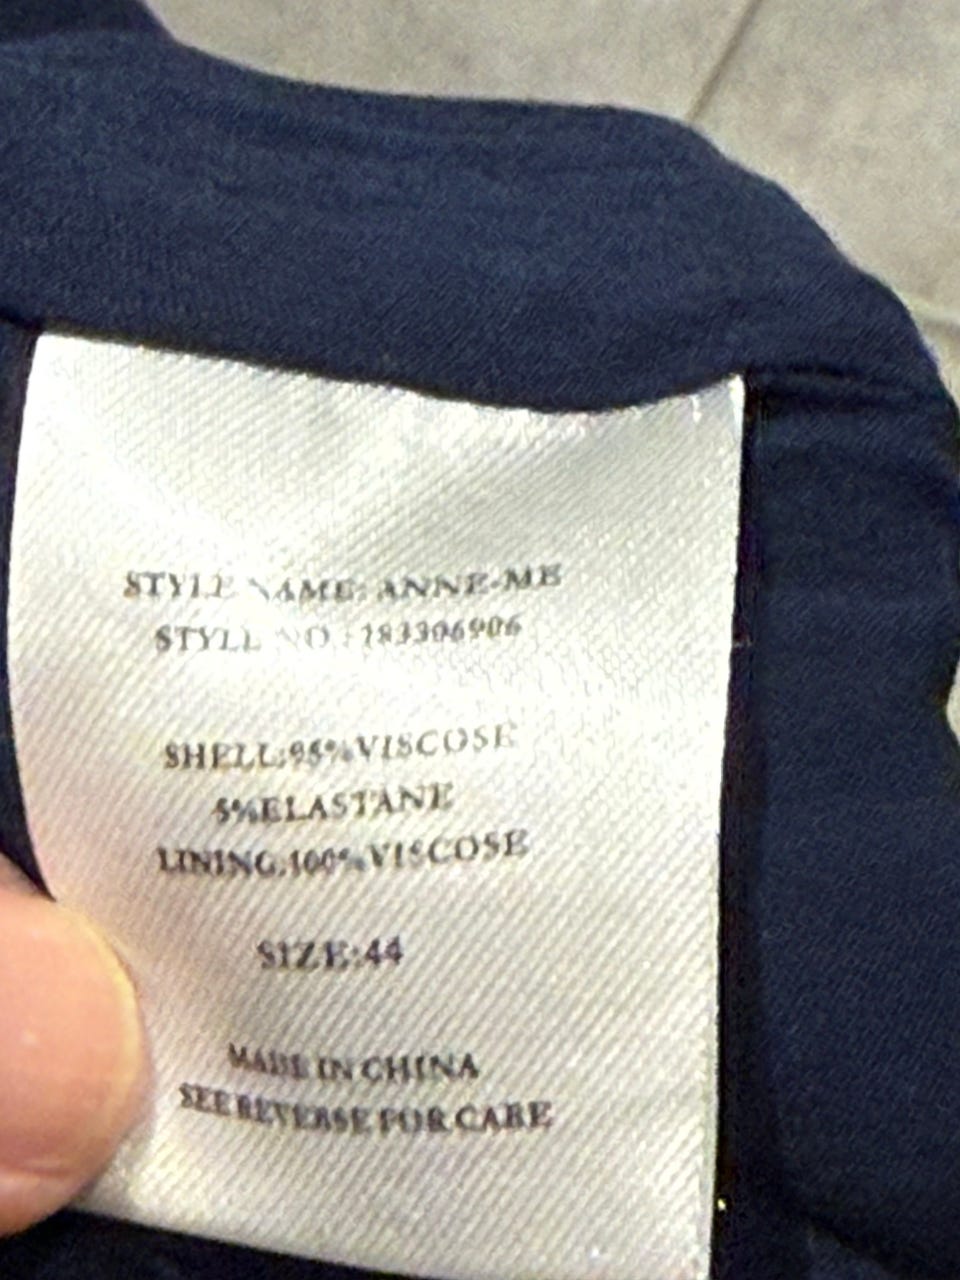 STYLE NAME: ANNE-ME
STYLE NO.: 183306906
SHELL:95%VISCOSE
5%ELASTANE
LINING:100%VISCOSE
SIZE:44
MADE IN CHINA
SEE REVERSE FOR CARE